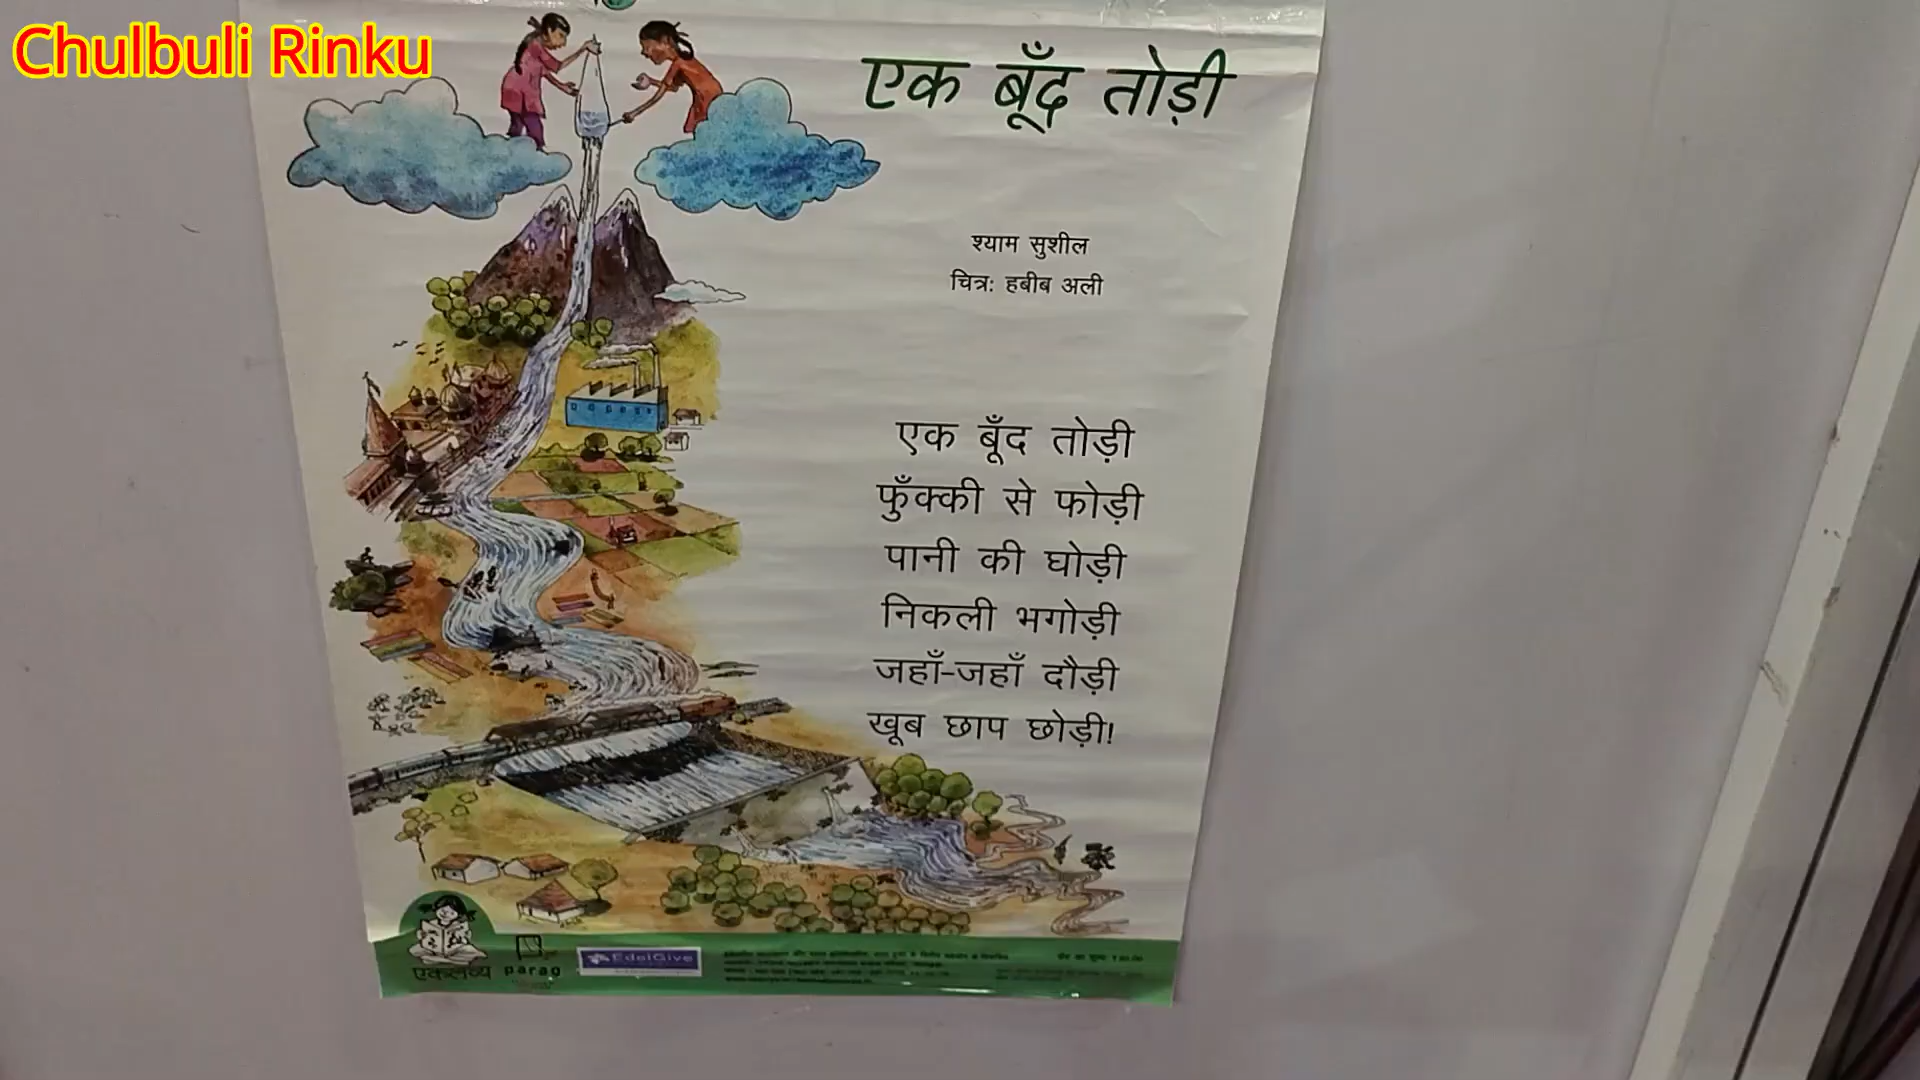 Chulbuli Rinku
एक बूँद तोड़ी
श्याम सुशील
चित्र: हबीब अली
एक बूँद तोड़ी
फुँक्की से फोड़ी
पानी की घोड़ी
निकली भगोड़ी
जहाँ-जहाँ दौड़ी
खूब छाप छोड़ी!
एकलव्य
parag
EdelGive